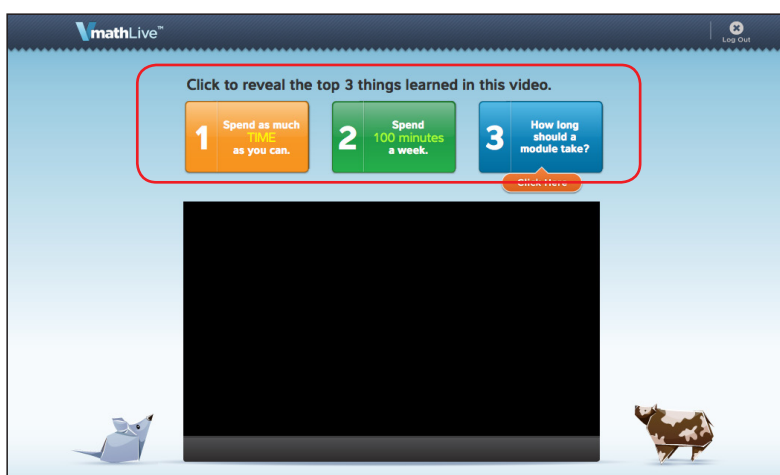 VmathLive™
Log Out
Click to reveal the top 3 things learned in this video.
1
Spend as much
TIME
as you can.
2
Spend
100 minutes
a week.
3
How long
should a
module take?
Click Here